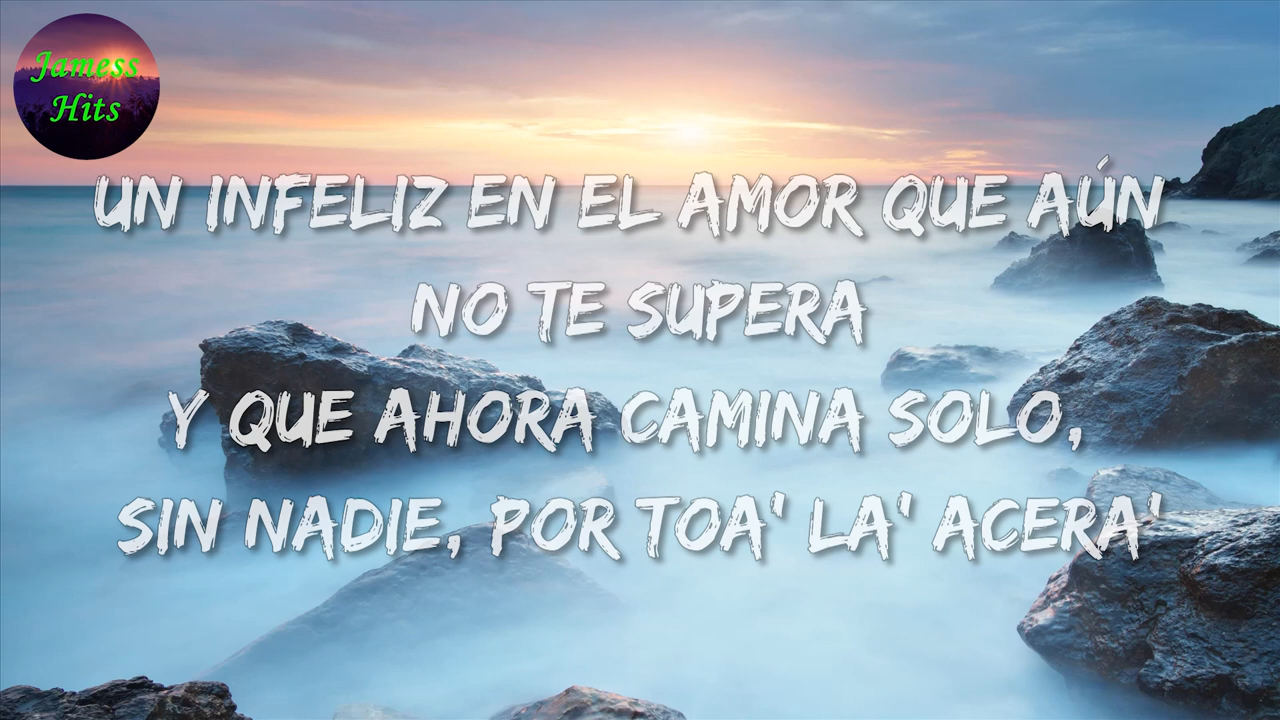 Jamess
Hits
UN INFELIZ EN EL AMOR QUE AÚN
NO TE SUPERA
Y QUE AHORA CAMINA SOLO,
SIN NADIE, POR TOA' LA' ACERA'